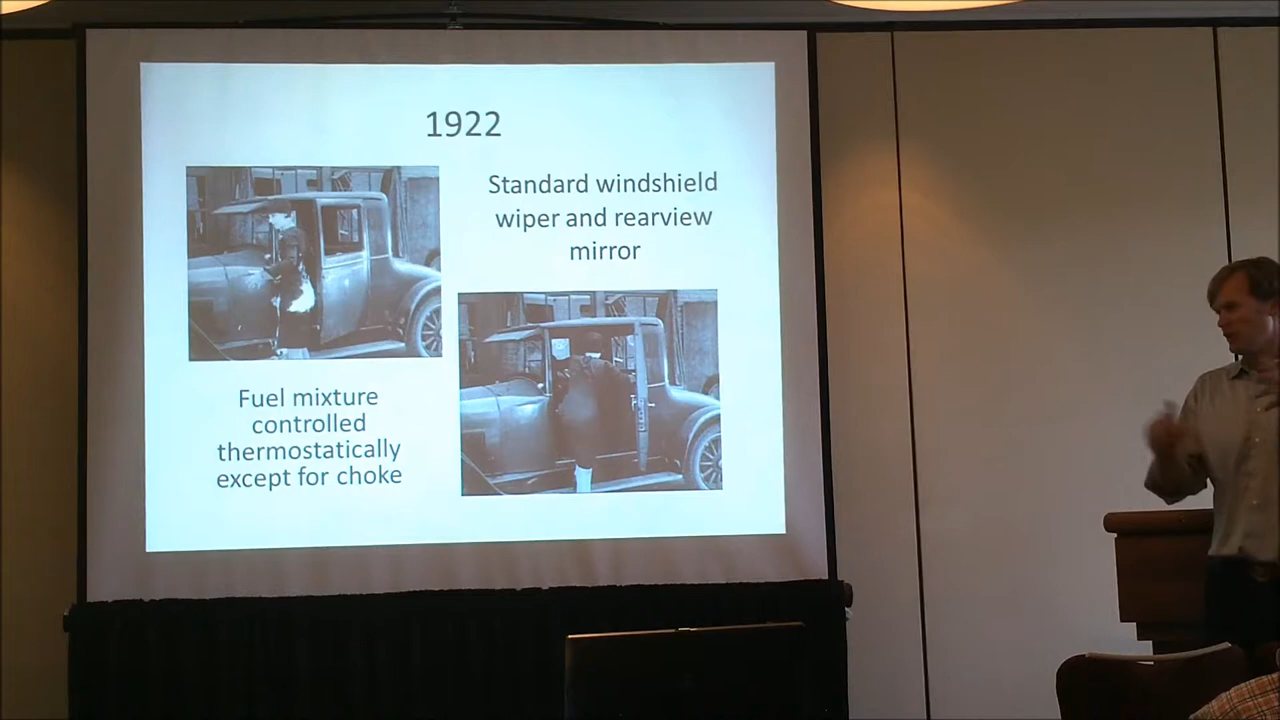 1922
Standard windshield
wiper and rearview
mirror
Fuel mixture
controlled
thermostatically
except for choke